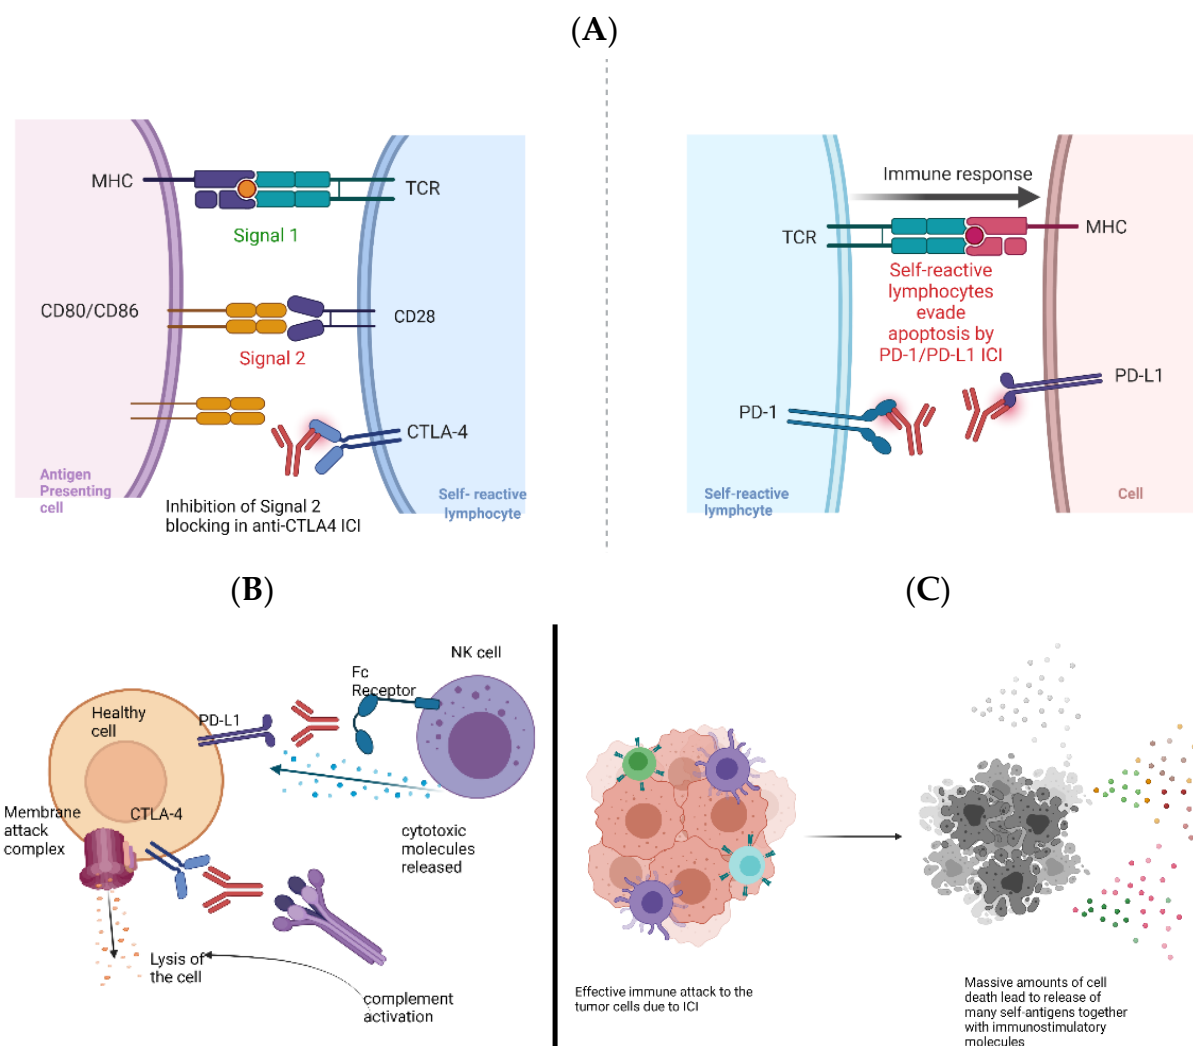 (A)
MHC
TCR
Signal 1
CD80/CD86
CD28
Signal 2
CTLA-4
Antigen
Presenting
cell
Inhibition of Signal 2
blocking in anti-CTLA4 ICI
Self- reactive
lymphocyte
Immune response
TCR
MHC
Self-reactive
lymphocytes
evade
apoptosis by
PD-1/PD-L1 ICI
PD-L1
PD-1
Self-reactive
lymphcyte
Cell
(B)
Healthy
cell
PD-L1
Fc
Receptor
NK cell
Membrane
attack
complex
CTLA-4
cytotoxic
molecules
released
Lysis of
the cell
complement
activation
(C)
Effective immune attack to the
tumor cells due to ICI
Massive amounts of cell
death lead to release of
many self-antigens together
with immunostimulatory
molecules